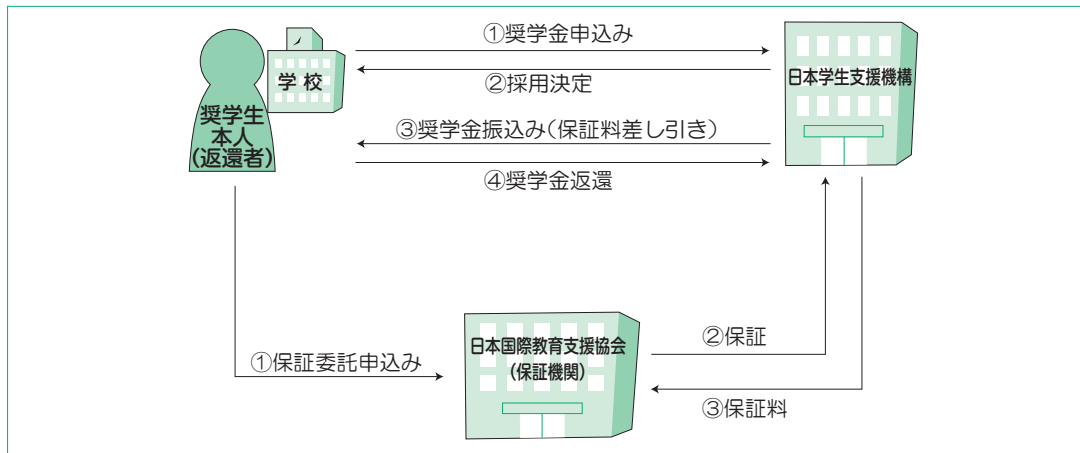 ①奨学金申込み
学校
②採用決定
日本学生支援機構
奨学生
本人
(返還者)
③奨学金振込み(保証料差し引き)
④奨学金返還
日本国際教育支援協会
(保証機関)
①保証委託申込み
②保証
③保証料